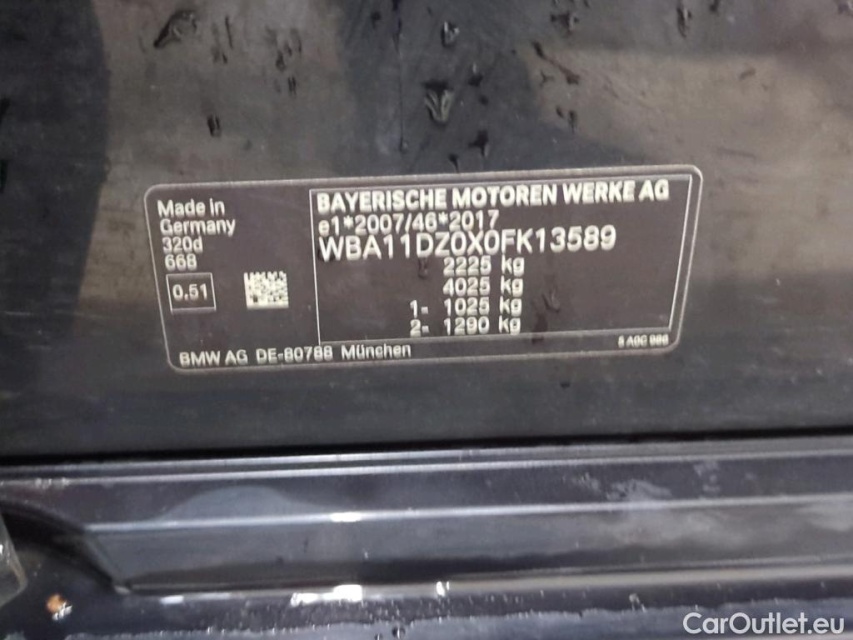 Made in
Germany
320d
668
0.51
BAYERISCHE MOTOREN WERKE AG
e1*2007/46*2017
WBA11DZ0X0FK13589
2225 kg
4025 kg
1- 1025 kg
2- 1290 kg
BMW AG DE-80788 München
CarOutlet.eu